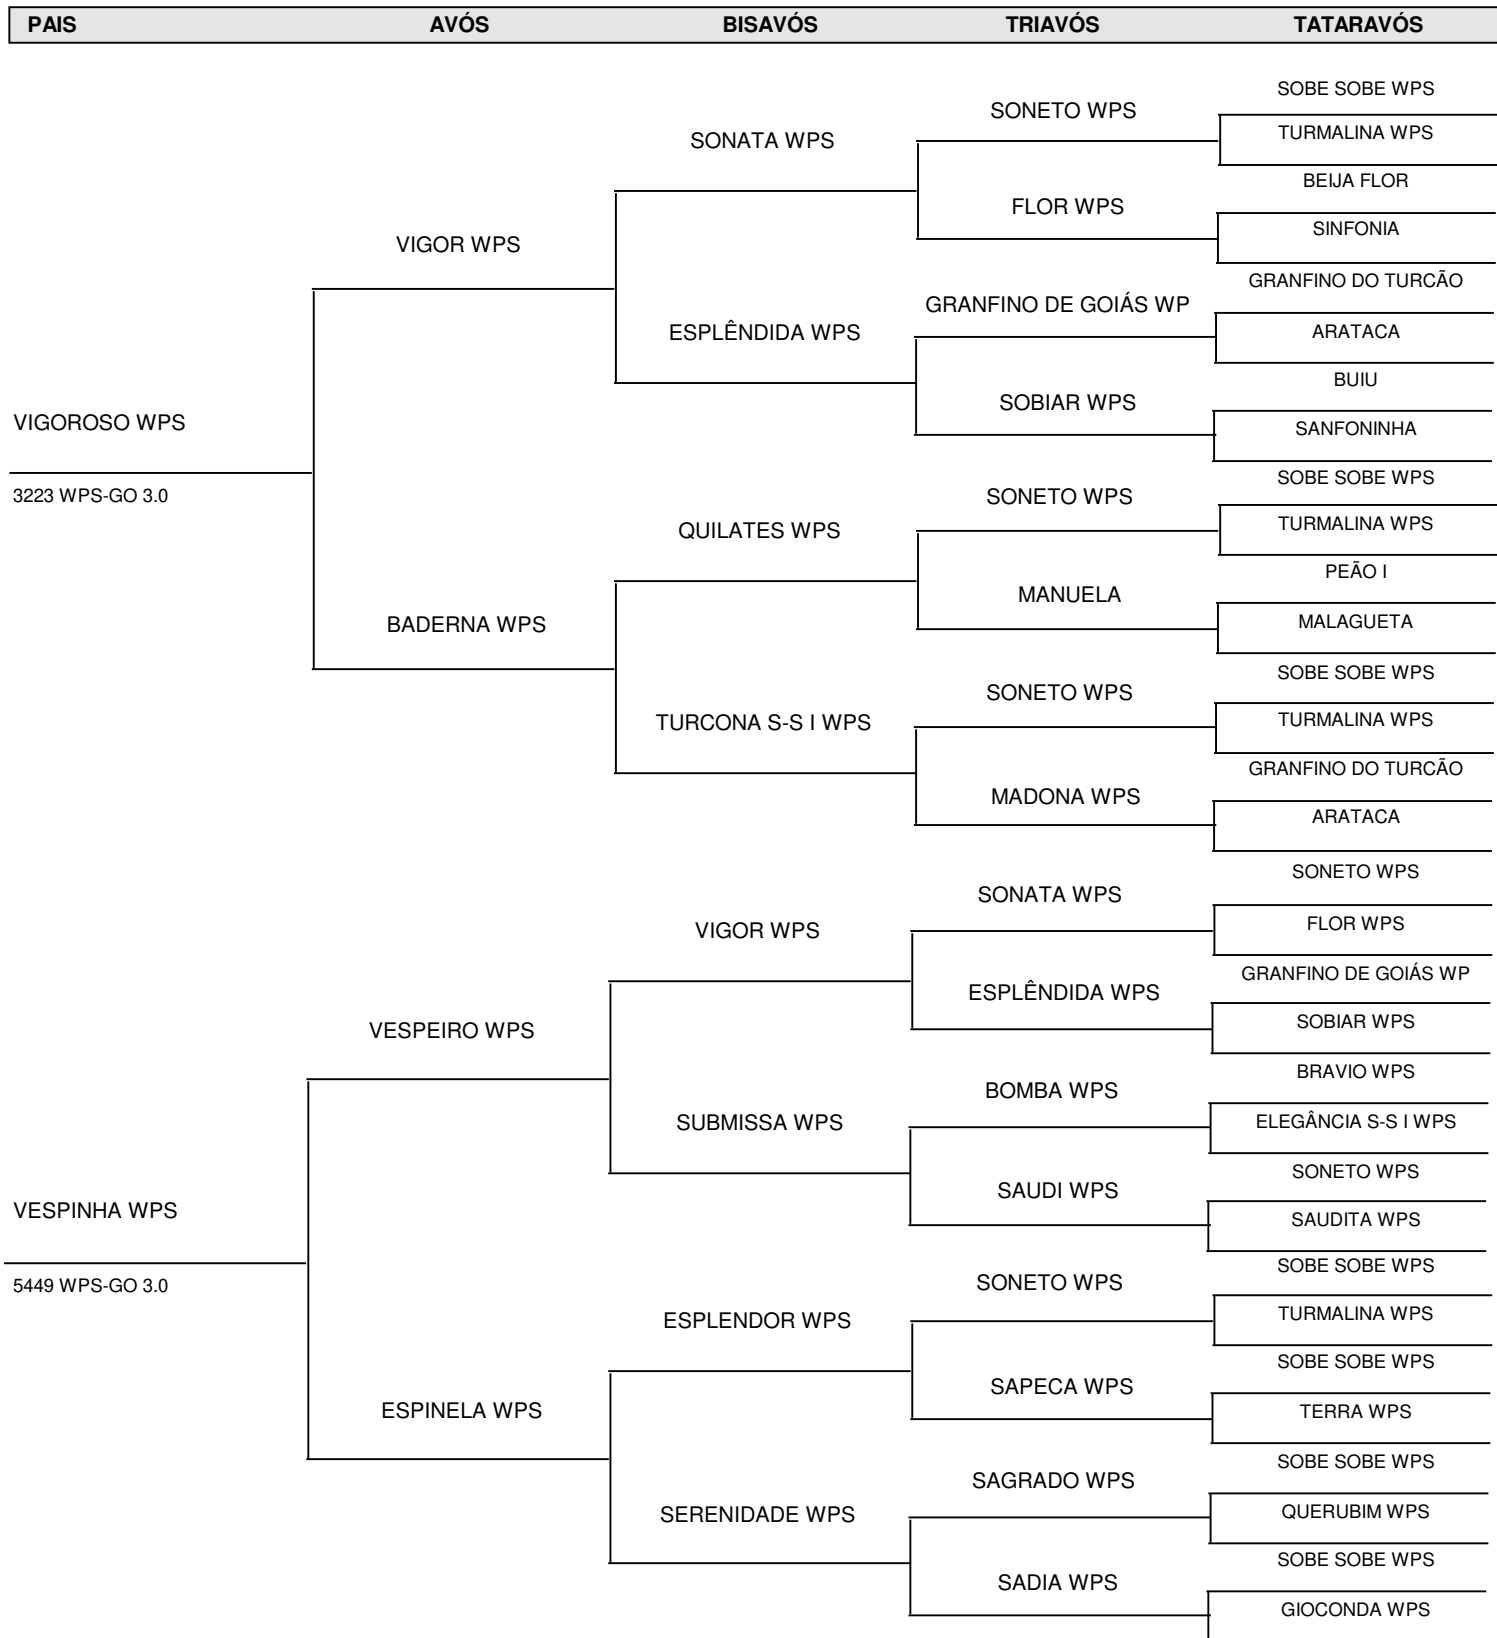 PAIS AVÓS BISAVÓS TRIAVÓS TATARAVÓS
SOBE SOBE WPS
SONETO WPS
TURMALINA WPS
SONATA WPS
BEIJA FLOR
FLOR WPS
SINFONIA
VIGOR WPS
GRANFINO DO TURCÃO
GRANFINO DE GOIÁS WP
ESPLÊNDIDA WPS
ARATACA
BUIU
SOBIAR WPS
VIGOROSO WPS
SANFONINHA
SOBE SOBE WPS
3223 WPS-GO 3.0
SONETO WPS
TURMALINA WPS
QUILATES WPS
PEÃO I
MANUELA
BADERNA WPS
MALAGUETA
SOBE SOBE WPS
SONETO WPS
TURCONA S-S I WPS
TURMALINA WPS
GRANFINO DO TURCÃO
MADONA WPS
ARATACA
SONETO WPS
SONATA WPS
FLOR WPS
VIGOR WPS
GRANFINO DE GOIÁS WP
ESPLÊNDIDA WPS
SOBIAR WPS
VESPEIRO WPS
BRAVIO WPS
BOMBA WPS
SUBMISSA WPS
ELEGÂNCIA S-S I WPS
SONETO WPS
SAUDI WPS
VESPINHA WPS
SAUDITA WPS
SOBE SOBE WPS
5449 WPS-GO 3.0
SONETO WPS
ESPLENDOR WPS
TURMALINA WPS
SOBE SOBE WPS
SAPECA WPS
ESPINELA WPS
TERRA WPS
SOBE SOBE WPS
SAGRADO WPS
SERENIDADE WPS
QUERUBIM WPS
SOBE SOBE WPS
SADIA WPS
GIOCONDA WPS